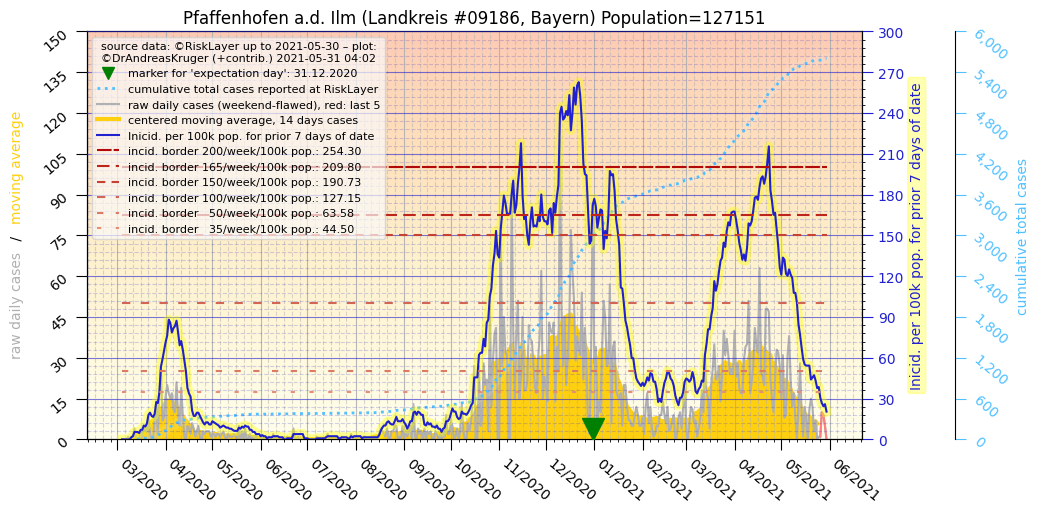 Pfaffenhofen a.d. Ilm (Landkreis #09186, Bayern) Population=127151
source data: ©RiskLayer up to 2021-05-30 – plot:
©DrAndreasKruger (+contrib.) 2021-05-31 04:02
marker for 'expectation day': 31.12.2020
cumulative total cases reported at RiskLayer
raw daily cases (weekend-flawed), red: last 5
centered moving average, 14 days cases
Inicid. per 100k pop. for prior 7 days of date
incid. border 200/week/100k pop.: 254.30
incid. border 165/week/100k pop.: 209.80
incid. border 150/week/100k pop.: 190.73
incid. border 100/week/100k pop.: 127.15
incid. border 50/week/100k pop.: 63.58
incid. border 35/week/100k pop.: 44.50
raw daily cases / moving average
150
135
120
105
90
75
60
45
30
15
0
03/2020
04/2020
05/2020
06/2020
07/2020
08/2020
09/2020
10/2020
11/2020
12/2020
01/2021
02/2021
03/2021
04/2021
05/2021
06/2021
300
270
240
210
180
150
120
90
60
30
0
Inicid. per 100k pop. for prior 7 days of date
6,000
5,400
4,800
4,200
3,600
3,000
2,400
1,800
1,200
600
0
cumulative total cases